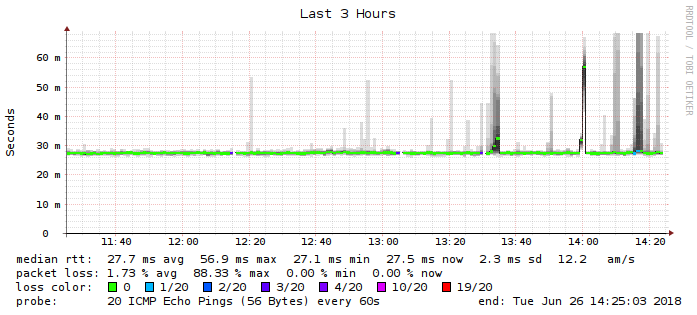 Last 3 Hours
RRDTOOL / TOBI OETIKER
Seconds
60 m
50 m
40 m
30 m
20 m
10 m
0
11:40 12:00 12:20 12:40 13:00 13:20 13:40 14:00 14:20
median rtt: 27.7 ms avg 56.9 ms max 27.1 ms min 27.5 ms now 2.3 ms sd 12.2 am/s
packet loss: 1.73 % avg 88.33 % max 0.00 % min 0.00 % now
loss color: 0 1/20 2/20 3/20 4/20 10/20 19/20
probe: 20 ICMP Echo Pings (56 Bytes) every 60s end: Tue Jun 26 14:25:03 2018